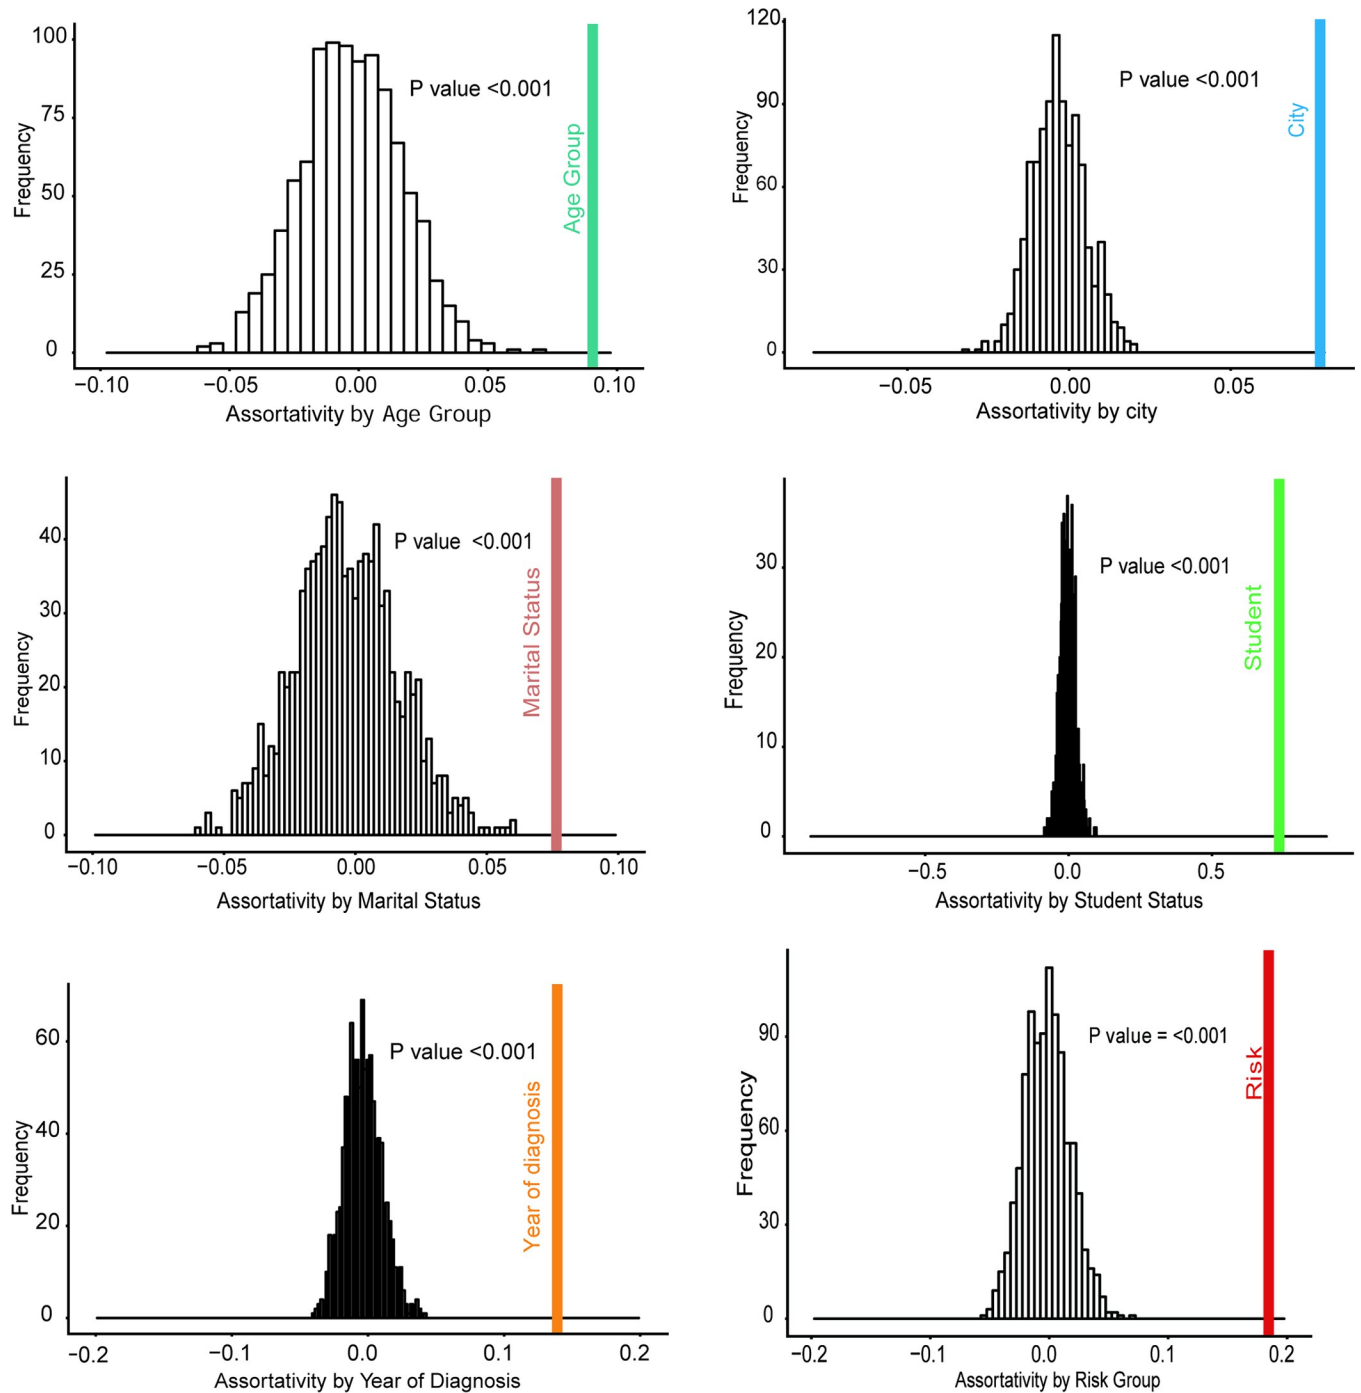 100
75
50
25
0
Frequency
P value <0.001
Age Group
−0.10
−0.05
0.00
0.05
0.10
Assortativity by Age Group
120
90
60
30
0
Frequency
P value <0.001
City
−0.05
0.00
0.05
Assortativity by city
40
30
20
10
0
Frequency
P value <0.001
Marital Status
−0.10
−0.05
0.00
0.05
0.10
Assortativity by Marital Status
30
20
10
0
Frequency
P value <0.001
Student
−0.5
0.0
0.5
Assortativity by Student Status
60
40
20
0
Frequency
P value <0.001
Year of diagnosis
−0.2
−0.1
0.0
0.1
0.2
Assortativity by Year of Diagnosis
90
60
30
0
Frequency
P value = <0.001
Risk
−0.2
−0.1
0.0
0.1
0.2
Assortativity by Risk Group